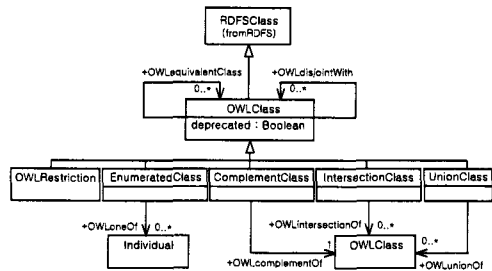 RDFSClass
(fromRDFS)
+OWLequivalentClass
+OWLdisjointWith
0..*
0..*
OWLClass
deprecated : Boolean
OWLRestriction
EnumeratedClass
ComplementClass
IntersectionClass
UnionClass
+OWLoneOf
0..*
+OWLintersectionOf
0..*
0..*
Individual
1
OWLClass
+OWLcomplementOf
+OWLunionOf